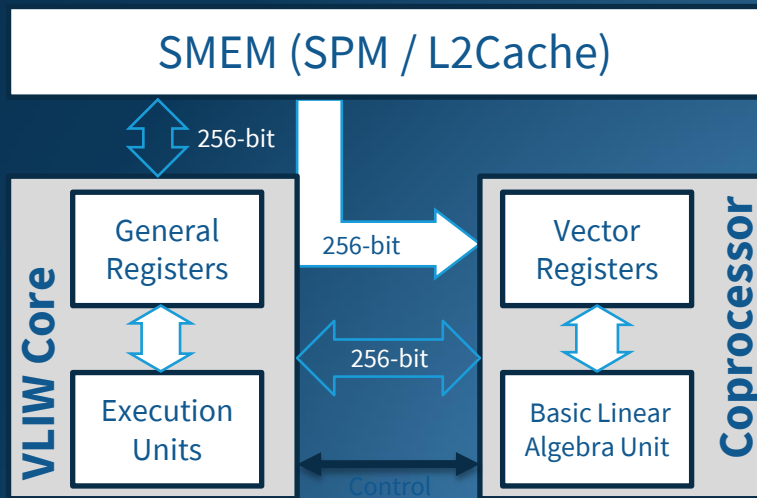 SMEM (SPM / L2Cache)
256-bit
General
Registers
256-bit
Vector
Registers
VLIW Core
256-bit
Coprocessor
Execution
Units
Basic Linear
Algebra Unit
Control